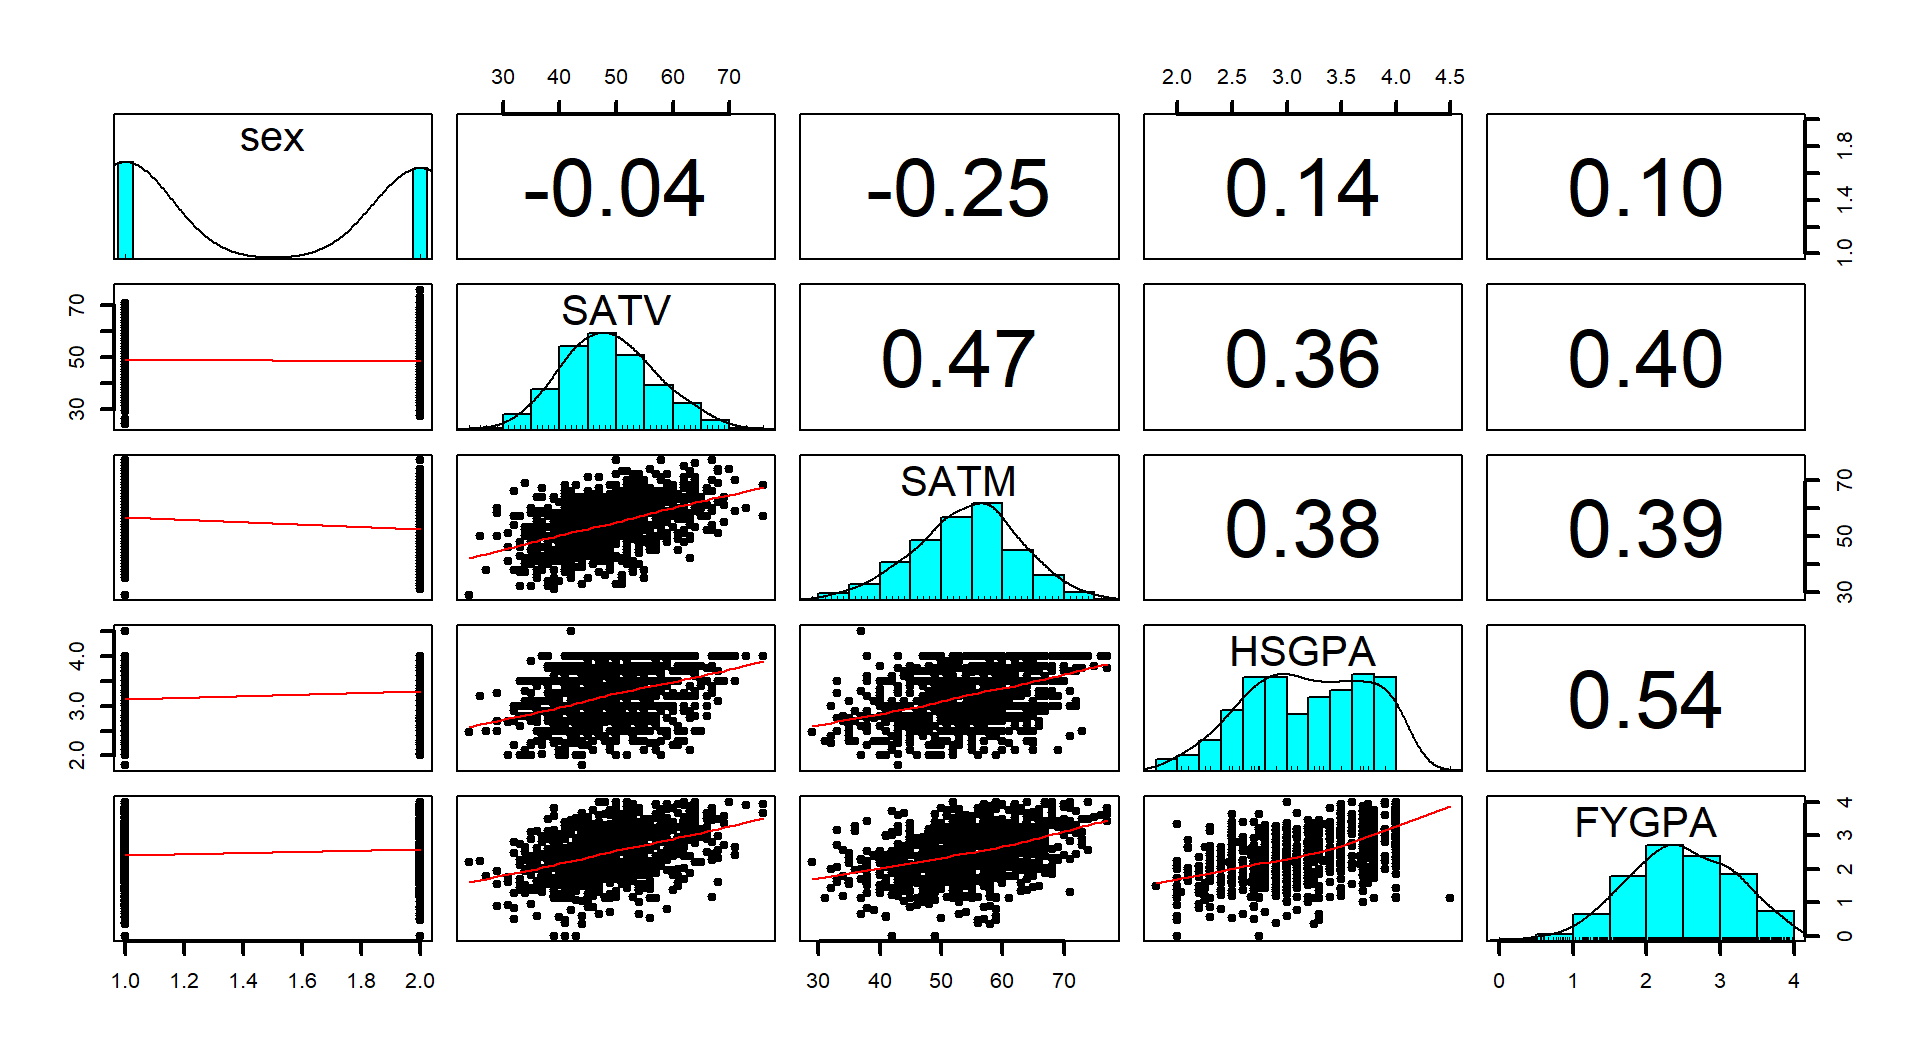 30 40 50 60 70 2.0 2.5 3.0 3.5 4.0 4.5
sex -0.04 -0.25 0.14 0.10 1.0 1.4 1.8
30 50 70 SATV 0.47 0.36 0.40
SATM 0.38 0.39 30 50 70
2.0 3.0 4.0 HSGPA 0.54
FYGPA 0 1 2 3 4
1.0 1.2 1.4 1.6 1.8 2.0 30 40 50 60 70 0 1 2 3 4